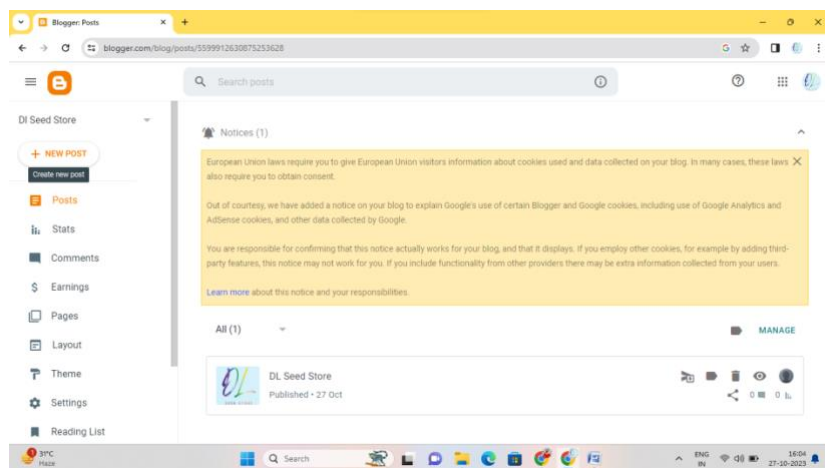 Blogger: Posts
blogger.com/blog/posts/5599912630875253628
Search posts
DI Seed Store
NEW POST
Create new post
Posts
Stats
Comments
Earnings
Pages
Layout
Theme
Settings
Reading List
Notices (1)
European Union laws require you to give European Union visitors information about cookies used and data collected on your blog. In many cases, these laws
also require you to obtain consent.
Out of courtesy, we have added a notice on your blog to explain Google's use of certain Blogger and Google cookies, including use of Google Analytics and
AdSense cookies, and other data collected by Google.
You are responsible for confirming that this notice actually works for your blog, and that it displays. If you employ other cookies, for example by adding third-
party features, this notice may not work for you. If you include functionality from other providers there may be extra information collected from your users.
Learn more about this notice and your responsibilities.
All (1)
MANAGE
DL
DL Seed Store
Published • 27 Oct
0 0
31°C
Haze
Search
ENG
IN
16:04
27-10-2023